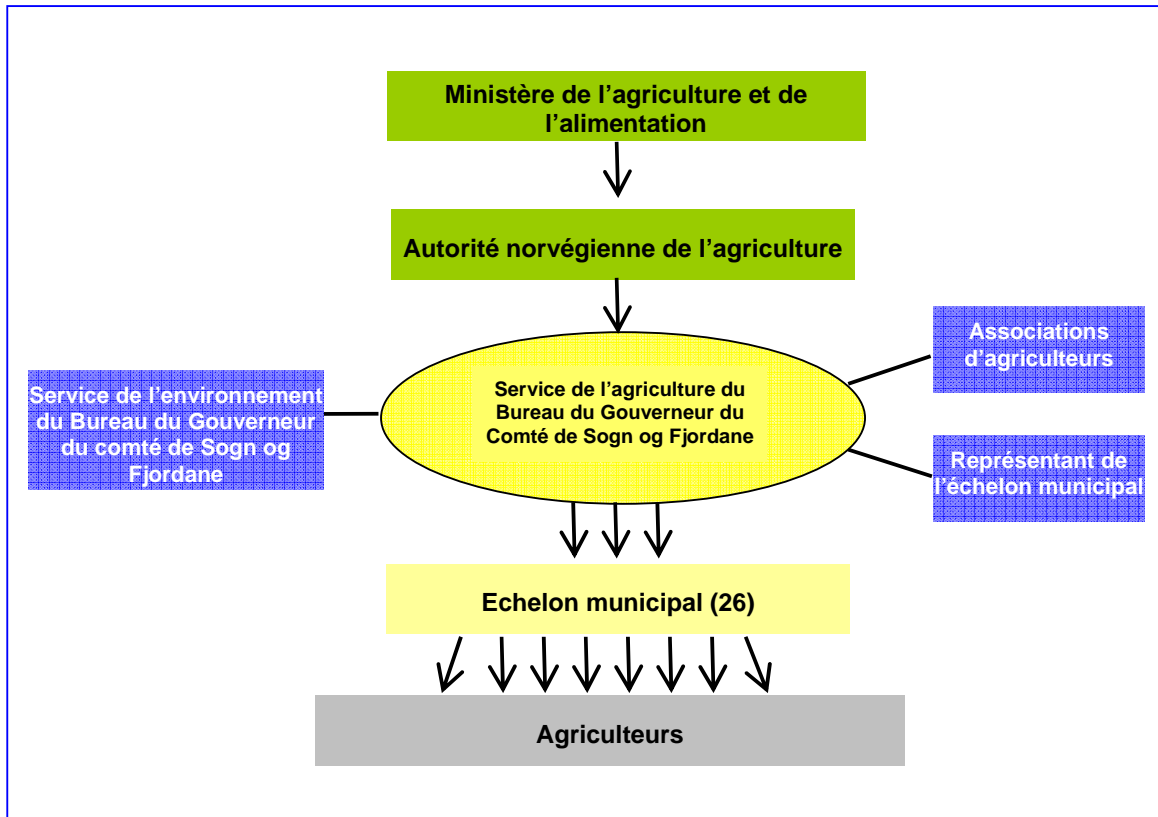 Ministère de l’agriculture et de
l’alimentation
Autorité norvégienne de l’agriculture
Associations
d’agriculteurs
Service de l’environnement
du Bureau du Gouverneur
du comté de Sogn og
Fjordane
Service de l’agriculture du
Bureau du Gouverneur du
Comté de Sogn og Fjordane
Représentant de
l’échelon municipal
Echelon municipal (26)
Agriculteurs